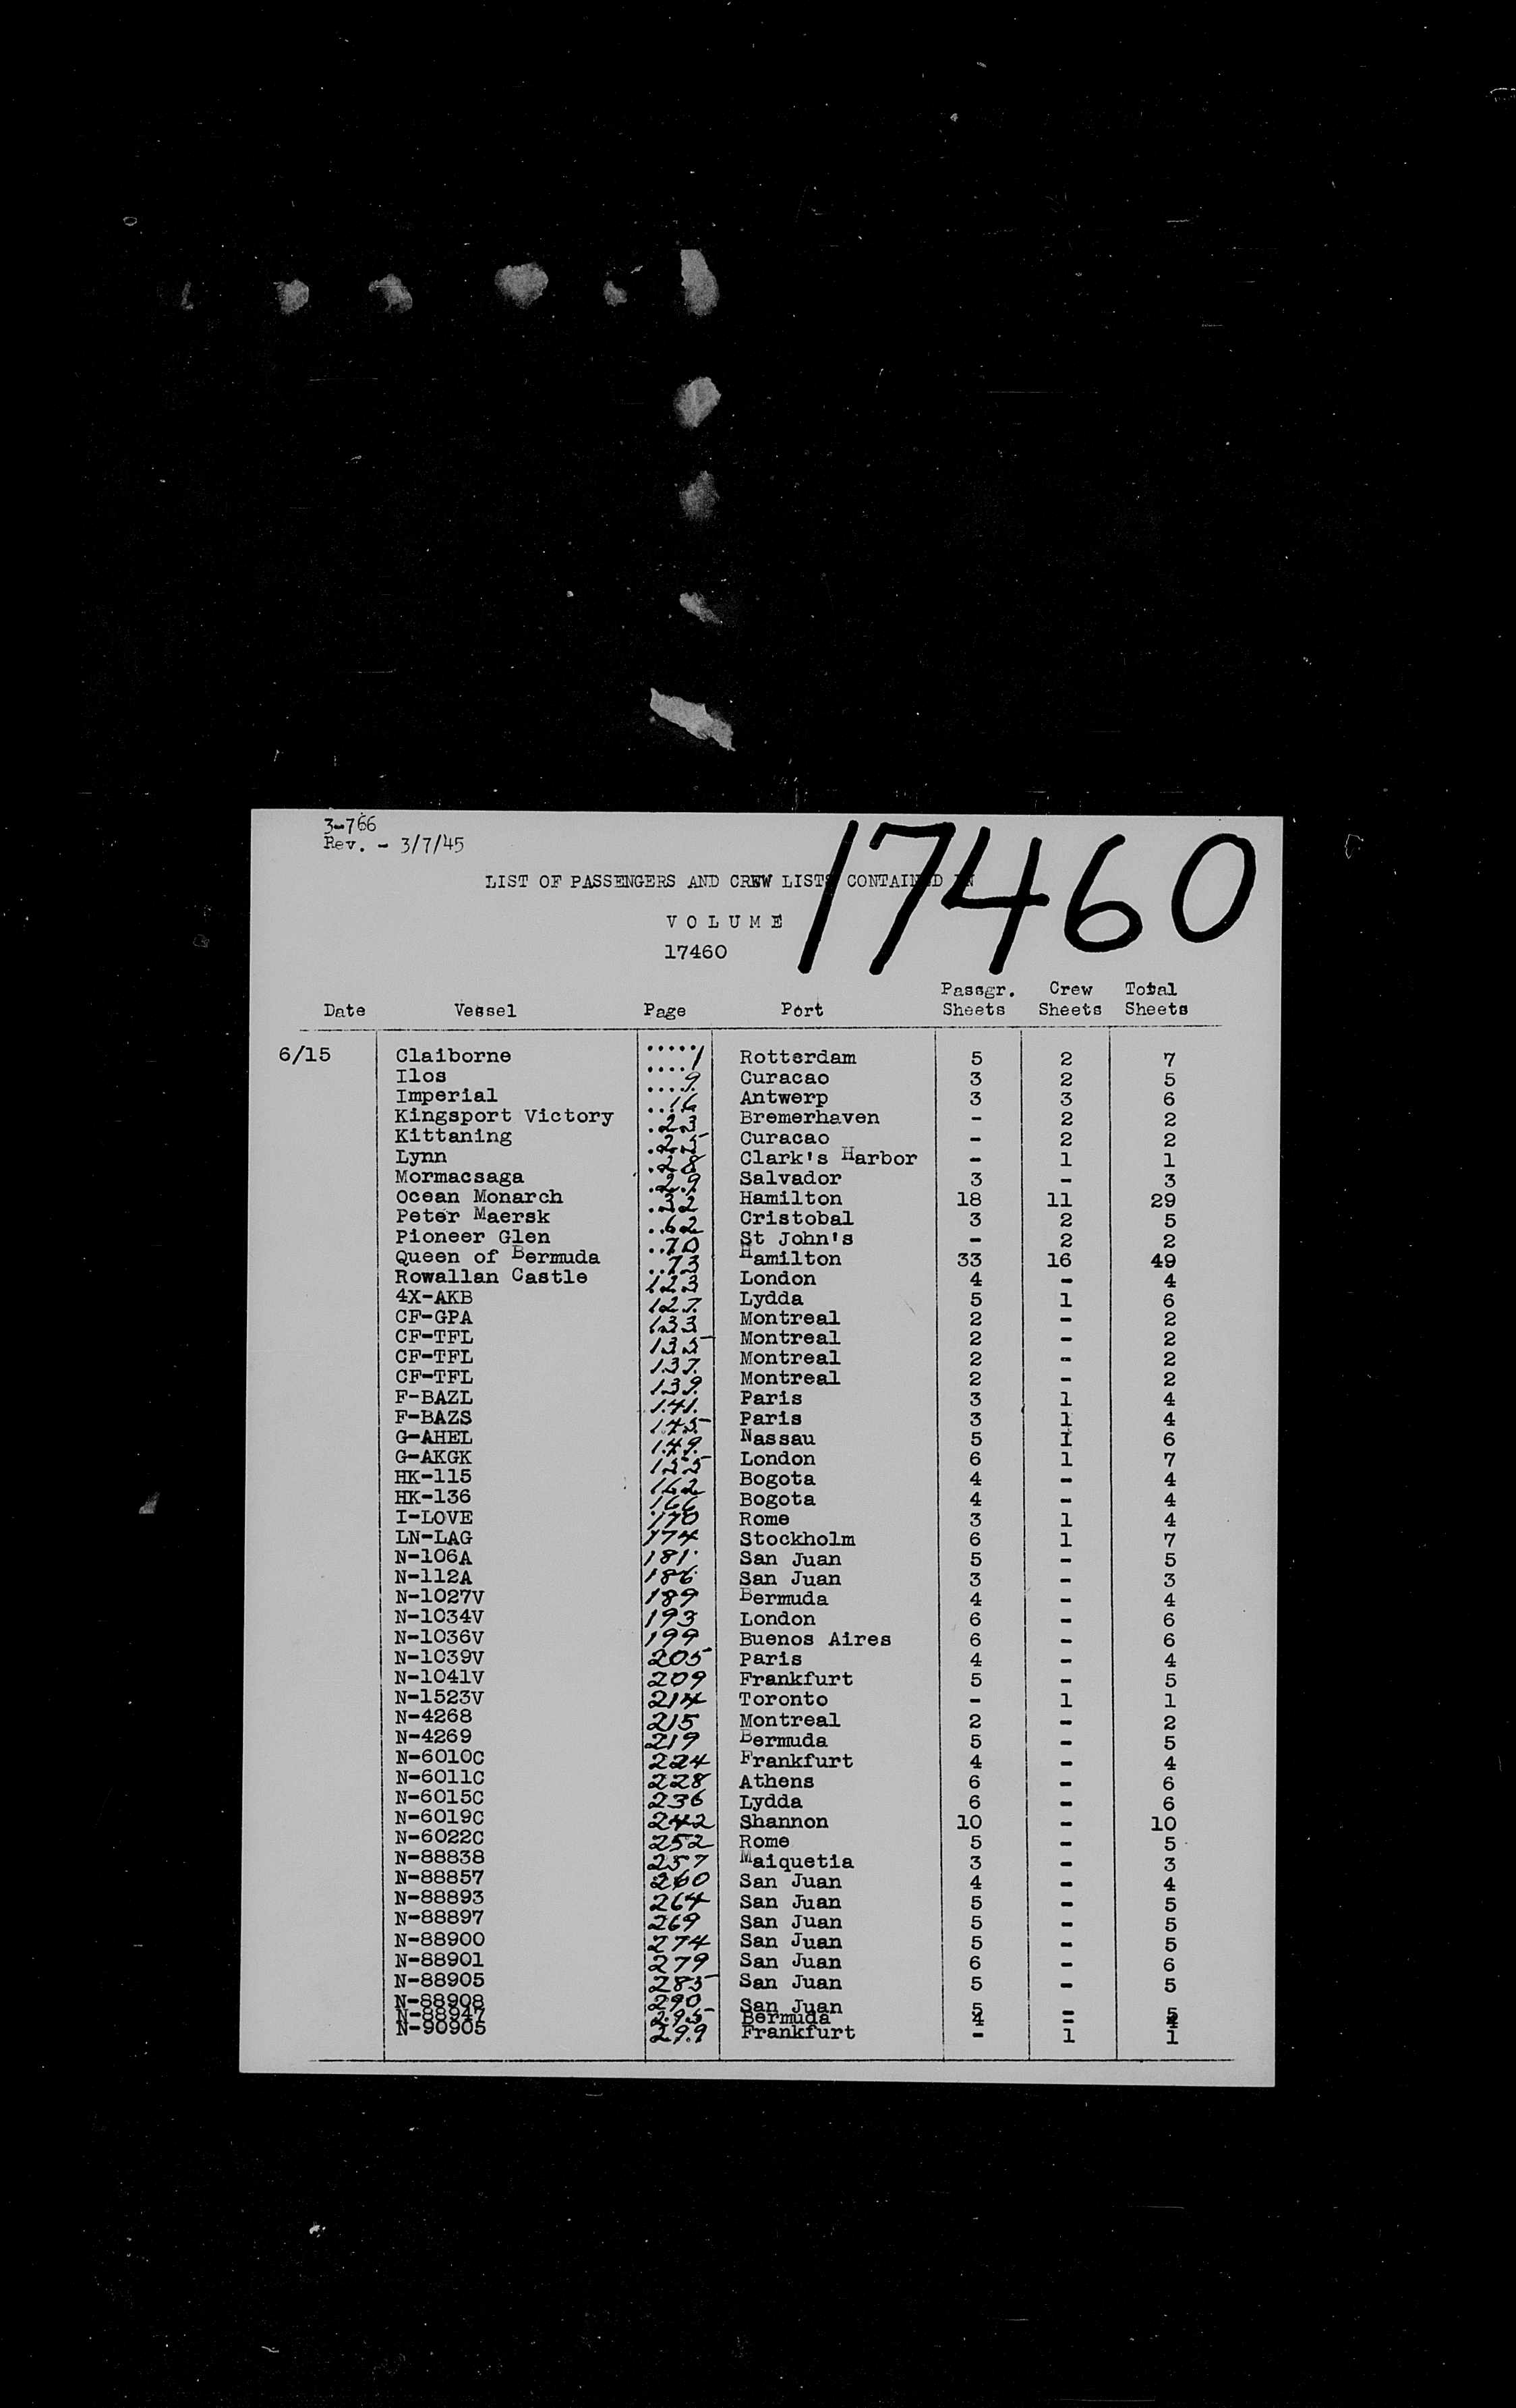 3-766
Rev. - 3/7/45
17460
LIST OF PASSENGERS AND CREW LISTS CONTAINED IN
VOLUME
17460
Date Vessel Page Port Passgr. Sheets Crew Sheets Total Sheets
6/15 Claiborne .....1 Rotterdam 5 2 7
Ilos ....9 Curacao 3 2 5
Imperial ...16 Antwerp 3 3 6
Kingsport Victory .23 Bremerhaven - 2 2
Kittaning .25 Curacao - 2 2
Lynn .28 Clark's Harbor - 1 1
Mormacsaga .29 Salvador 3 - 3
Ocean Monarch ..32 Hamilton 18 11 29
Peter Maersk ..62 Cristobal 3 2 5
Pioneer Glen ..70 St John's - 2 2
Queen of Bermuda ..73 Hamilton 33 16 49
Rowallan Castle 123 London 4 - 4
4X-AKB 127 Lydda 5 1 6
CF-GPA 133 Montreal 2 - 2
CF-TFL 135 Montreal 2 - 2
CF-TFL 137 Montreal 2 - 2
CF-TFL 139 Montreal 2 - 2
F-BAZL 141 Paris 3 1 4
F-BAZS 145 Paris 3 1 4
G-AHEL 149 Nassau 5 1 6
G-AKGK 155 London 6 1 7
HK-115 162 Bogota 4 - 4
HK-136 166 Bogota 4 - 4
I-LOVE 170 Rome 3 1 4
LN-LAG 174 Stockholm 6 1 7
N-106A 181 San Juan 5 - 5
N-112A 186 San Juan 3 - 3
N-1027V 189 Bermuda 4 - 4
N-1034V 193 London 6 - 6
N-1036V 199 Buenos Aires 6 - 6
N-1039V 205 Paris 4 - 4
N-1041V 209 Frankfurt 5 - 5
N-1523V 214 Toronto - 1 1
N-4268 215 Montreal 2 - 2
N-4269 219 Bermuda 5 - 5
N-6010C 224 Frankfurt 4 - 4
N-6011C 228 Athens 6 - 6
N-6015C 236 Lydda 6 - 6
N-6019C 242 Shannon 10 - 10
N-6022C 252 Rome 5 - 5
N-88838 257 Maiquetia 3 - 3
N-88857 260 San Juan 4 - 4
N-88893 264 San Juan 5 - 5
N-88897 269 San Juan 5 - 5
N-88900 274 San Juan 5 - 5
N-88901 279 San Juan 6 - 6
N-88905 285 San Juan 5 - 5
N-88908 290 San Juan 5 - 5
N-88947 295 Bermuda 4 - 4
N-90905 299 Frankfurt - 1 1